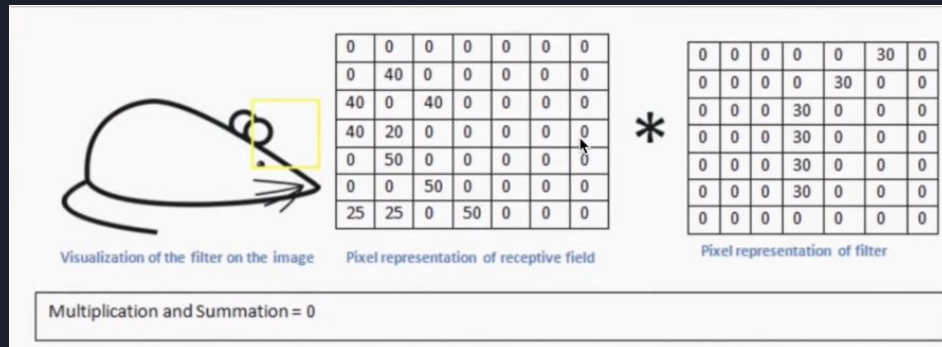 0 0 0 0 0 0 0
0 40 0 0 0 0 0
40 0 40 0 0 0 0
40 20 0 0 0 0 0
0 50 0 0 0 0 0
0 0 50 0 0 0 0
25 25 0 50 0 0 0
*
0 0 0 0 0 30 0
0 0 0 0 30 0 0
0 0 0 30 0 0 0
0 0 0 30 0 0 0
0 0 0 30 0 0 0
0 0 0 30 0 0 0
0 0 0 0 0 0 0
Visualization of the filter on the image
Pixel representation of receptive field
Pixel representation of filter
Multiplication and Summation = 0